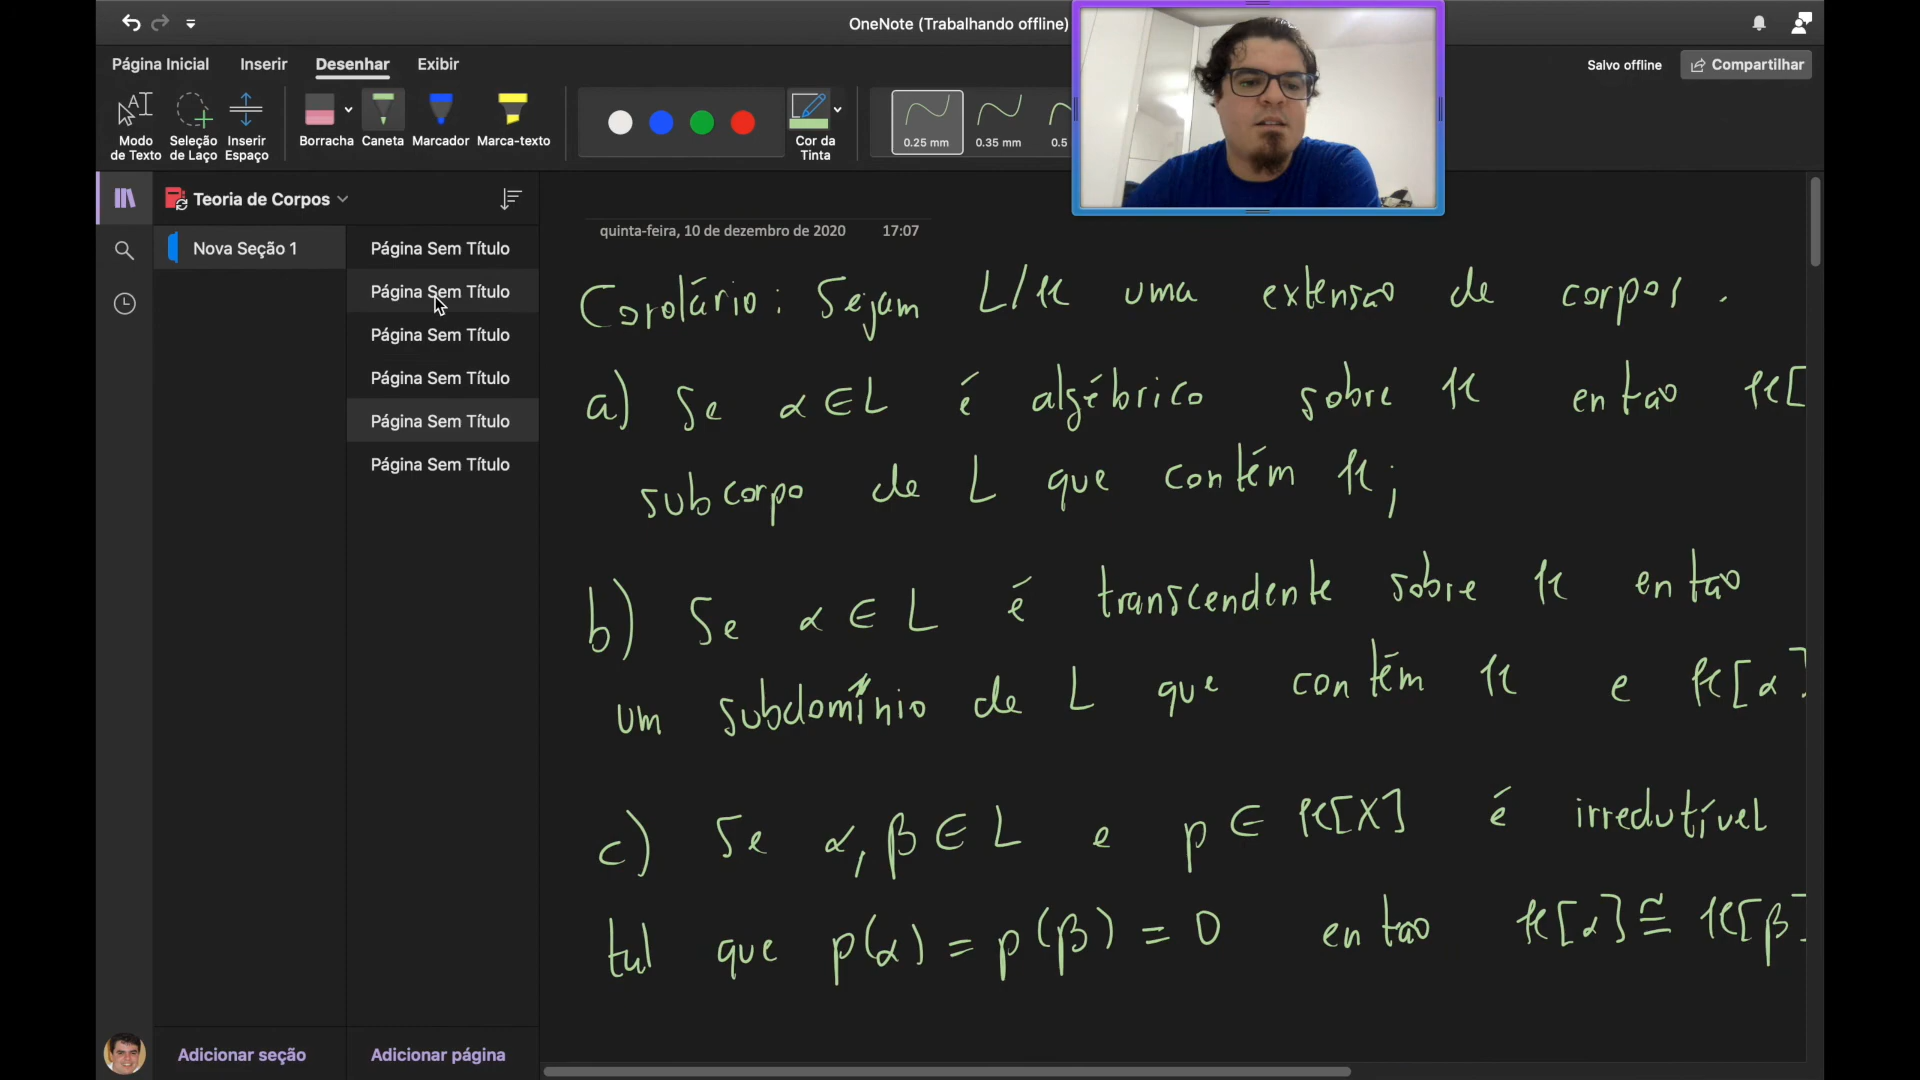 OneNote (Trabalhando offline)
Página Inicial Inserir Desenhar Exibir
Salvo offline Compartilhar
Modo de Texto
Seleção de Laço
Inserir Espaço
Borracha Caneta Marcador Marca-texto
Cor da Tinta
0.25 mm 0.35 mm 0.5
Teoria de Corpos
Nova Seção 1
Página Sem Título
Página Sem Título
Página Sem Título
Página Sem Título
Página Sem Título
Página Sem Título
quinta-feira, 10 de dezembro de 2020 17:07
Corolário: Sejam L/K uma extensão de corpos.
a) Se α ∈ L é algébrico sobre K então K[
subcorpo de L que contém K;
b) Se α ∈ L é transcendente sobre K então
um subdomínio de L que contém K e K[α]
c) Se α, β ∈ L e p ∈ K[X] é irredutível
tal que p(α) = p(β) = 0 então K[α] ≅ K[β]
Adicionar seção Adicionar página